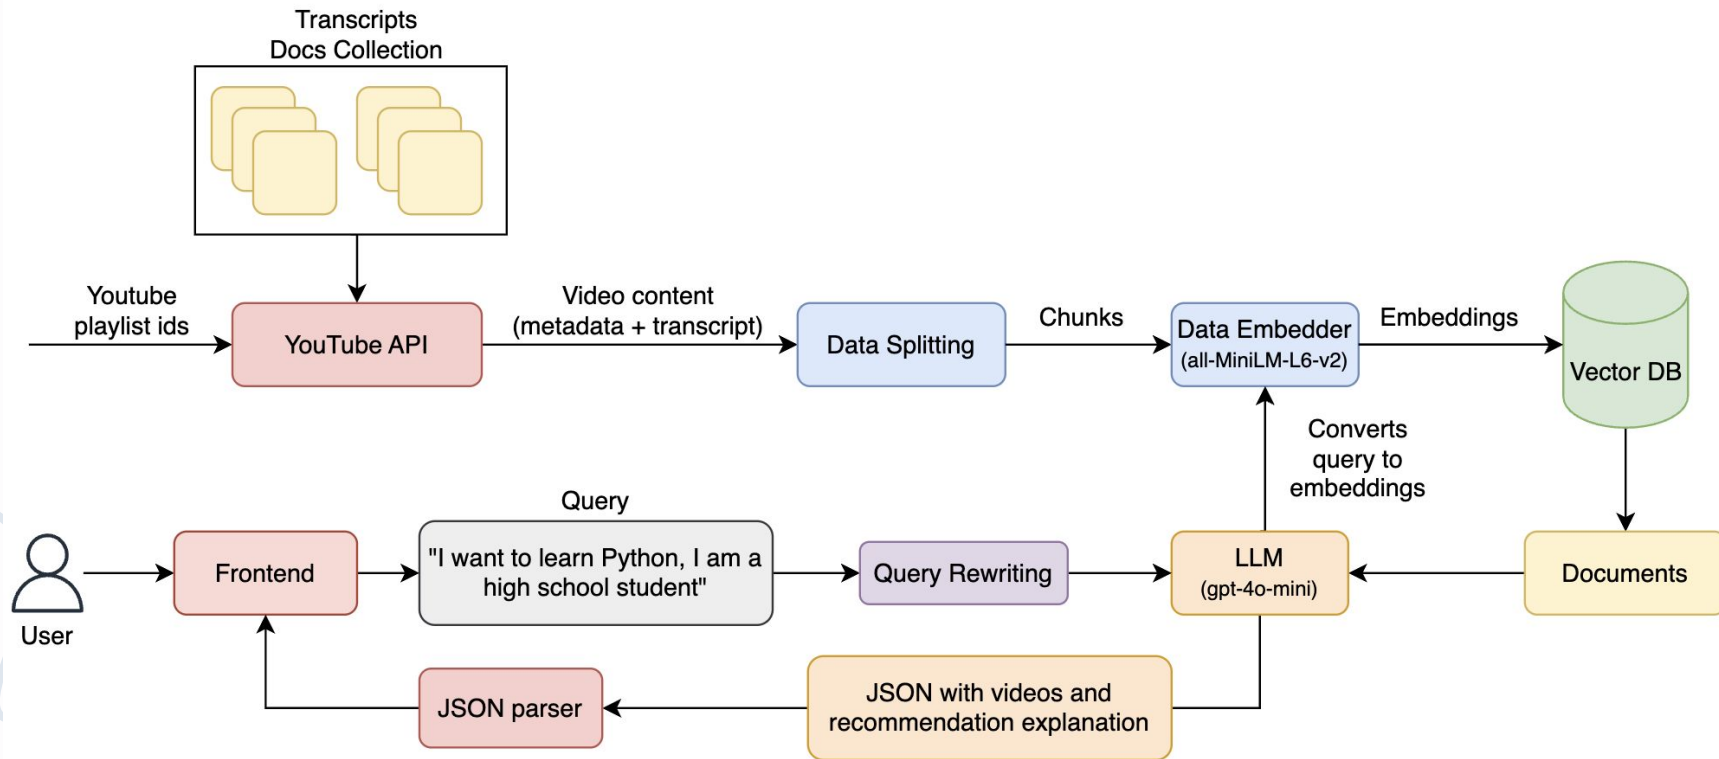 Transcripts
Docs Collection
Youtube
playlist ids
YouTube API
Video content
(metadata + transcript)
Data Splitting
Chunks
Data Embedder
(all-MiniLM-L6-v2)
Embeddings
Vector DB
Converts
query to
embeddings
User
Frontend
Query
"I want to learn Python, I am a
high school student"
Query Rewriting
LLM
(gpt-4o-mini)
Documents
JSON parser
JSON with videos and
recommendation explanation